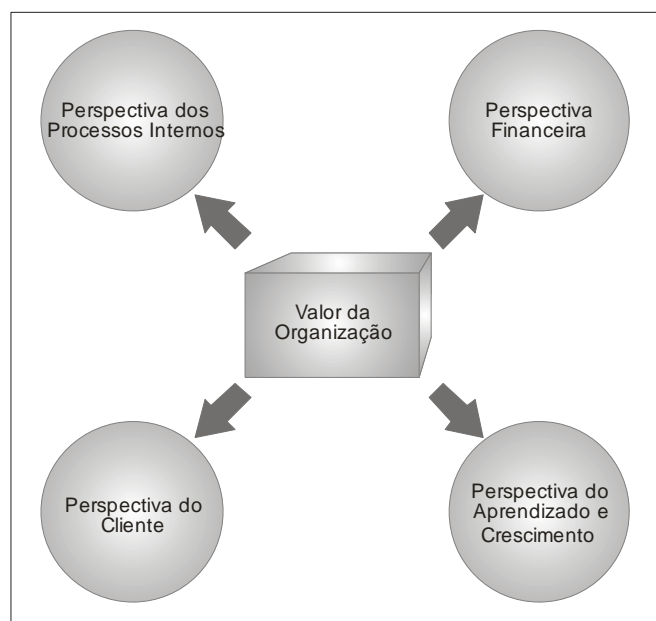 Perspectiva dos
Processos Internos
Perspectiva
Financeira
Valor da
Organização
Perspectiva do
Cliente
Perspectiva do
Aprendizado e
Crescimento